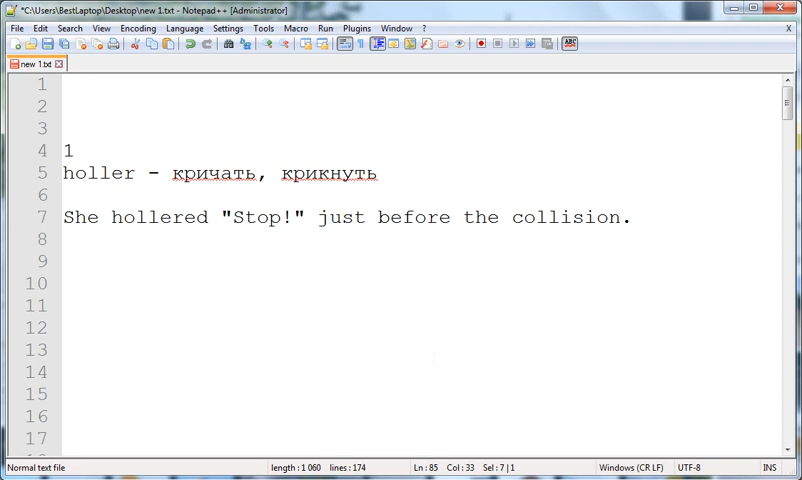 *C:\Users\BestLaptop\Desktop\new 1.txt - Notepad++ [Administrator]
File Edit Search View Encoding Language Settings Tools Macro Run Plugins Window ? X
new 1.txt
1
2
3
4 1
5 holler - кричать, крикнуть
6
7 She hollered "Stop!" just before the collision.
8
9
10
11
12
13
14
15
16
17
Normal text file length : 1 060 lines : 174 Ln : 85 Col : 33 Sel : 7 | 1 Windows (CR LF) UTF-8 INS